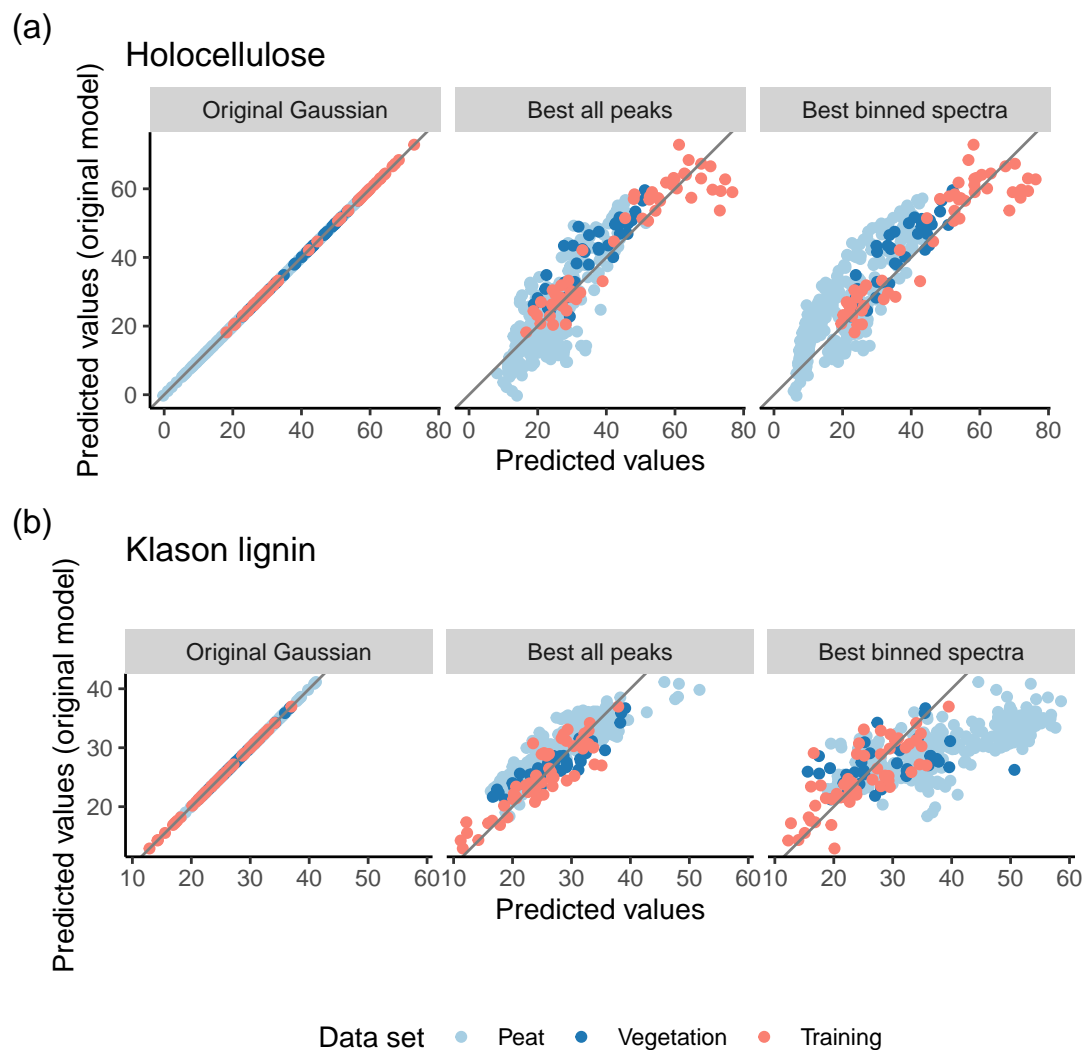 (a)
Holocellulose
Predicted values (original model)
Original Gaussian
Best all peaks
Best binned spectra
60
40
20
0
0 20 40 60 80
0 20 40 60 80
0 20 40 60 80
Predicted values
(b)
Klason lignin
Predicted values (original model)
Original Gaussian
Best all peaks
Best binned spectra
40
30
20
10 20 30 40 50 60
10 20 30 40 50 60
10 20 30 40 50 60
Predicted values
Data set Peat Vegetation Training